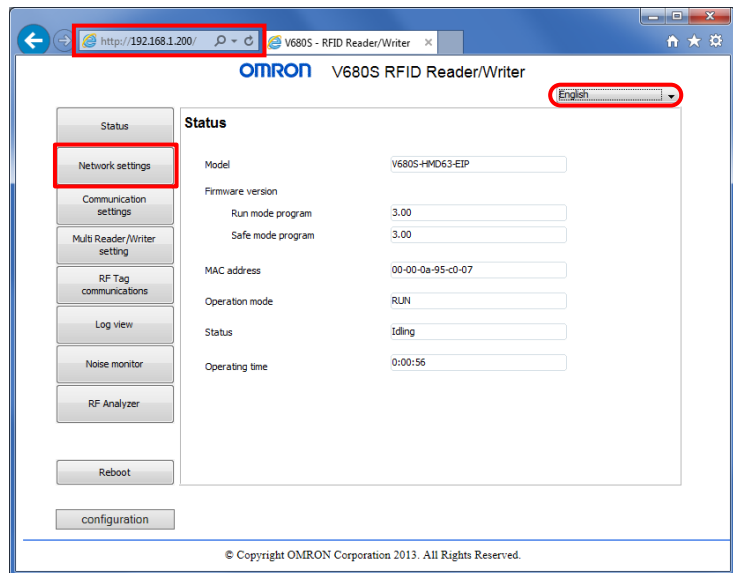 http://192.168.1.200/
V680S - RFID Reader/Writer
OMRON V680S RFID Reader/Writer
English
Status
Network settings
Communication
settings
Multi Reader/Writer
setting
RF Tag
communications
Log view
Noise monitor
RF Analyzer
Reboot
configuration
Status
Model V680S-HMD63-EIP
Firmware version
Run mode program 3.00
Safe mode program 3.00
MAC address 00-00-0a-95-c0-07
Operation mode RUN
Status Idling
Operating time 0:00:56
© Copyright OMRON Corporation 2013. All Rights Reserved.